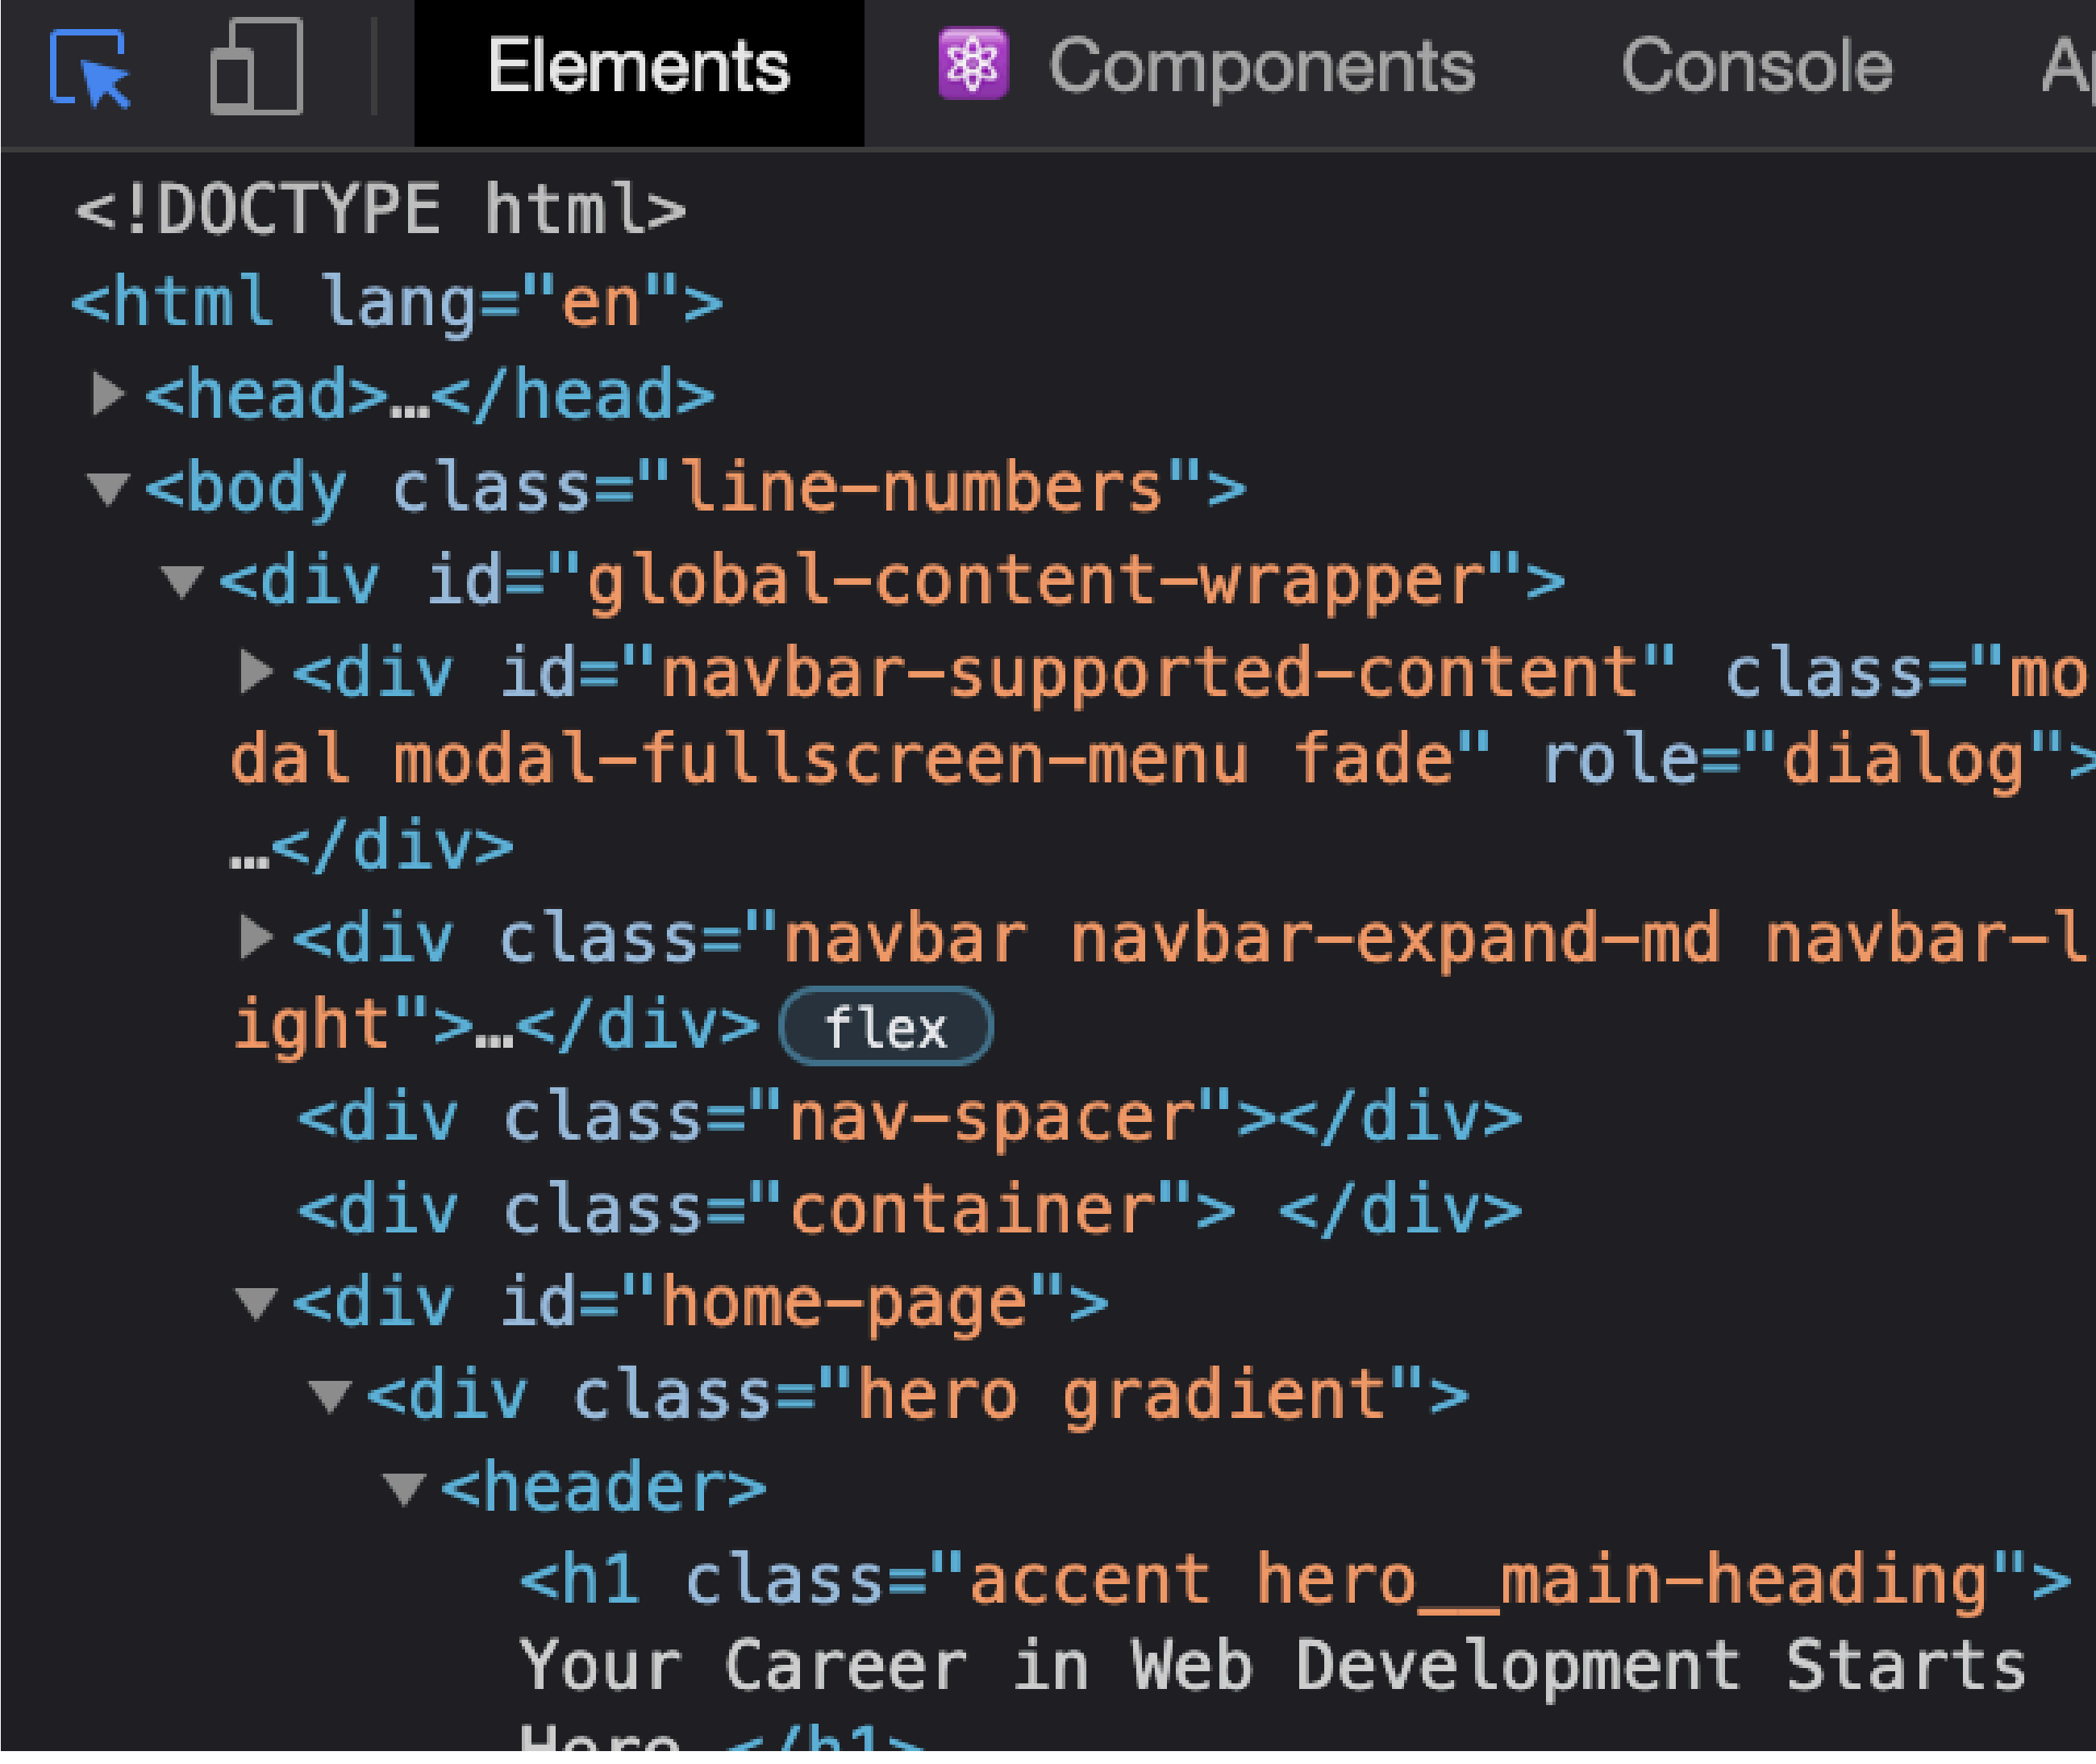 Elements Components Console Ap
<!DOCTYPE html>
<html lang="en">
<head>…</head>
<body class="line-numbers">
<div id="global-content-wrapper">
<div id="navbar-supported-content" class="mo
dal modal-fullscreen-menu fade" role="dialog">
…</div>
<div class="navbar navbar-expand-md navbar-l
ight">…</div> flex
<div class="nav-spacer"></div>
<div class="container"> </div>
<div id="home-page">
<div class="hero gradient">
<header>
<h1 class="accent hero__main-heading">
Your Career in Web Development Starts
Here </h1>